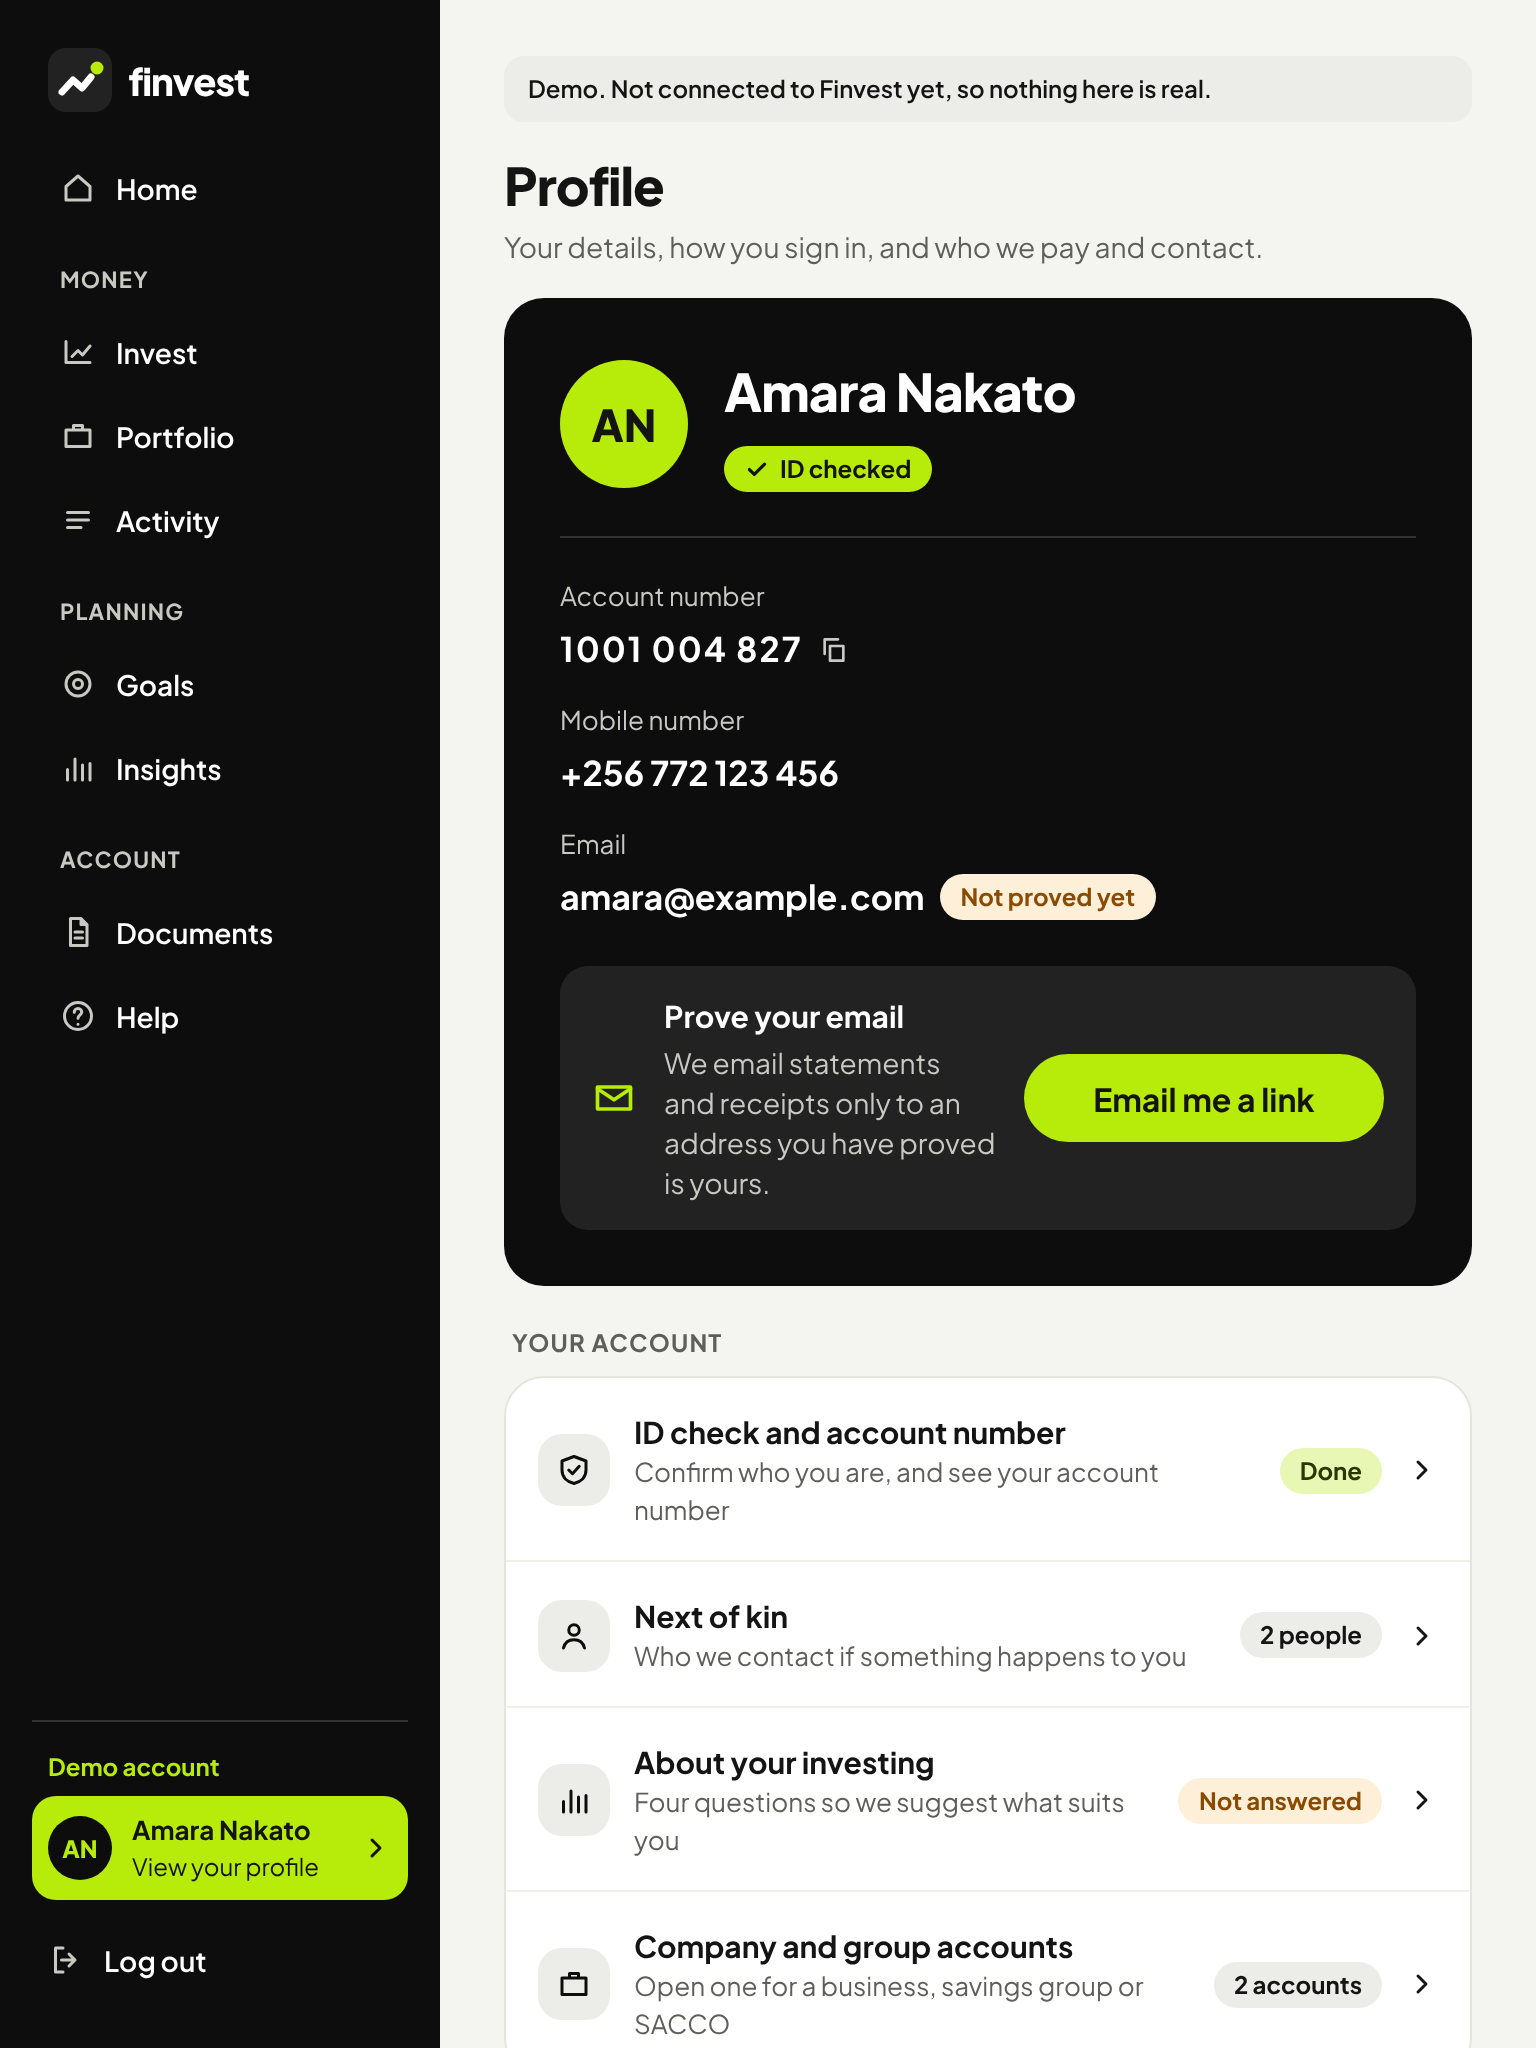 finvest
Home
MONEY
Invest
Portfolio
Activity
PLANNING
Goals
Insights
ACCOUNT
Documents
Help
Demo account
AN
Amara Nakato
View your profile
Log out
Demo. Not connected to Finvest yet, so nothing here is real.
Profile
Your details, how you sign in, and who we pay and contact.
AN
Amara Nakato
ID checked
Account number
1001 004 827
Mobile number
+256 772 123 456
Email
amara@example.com Not proved yet
Prove your email
We email statements
and receipts only to an
address you have proved
is yours.
Email me a link
YOUR ACCOUNT
ID check and account number
Confirm who you are, and see your account
number
Done
Next of kin
Who we contact if something happens to you
2 people
About your investing
Four questions so we suggest what suits
you
Not answered
Company and group accounts
Open one for a business, savings group or
SACCO
2 accounts